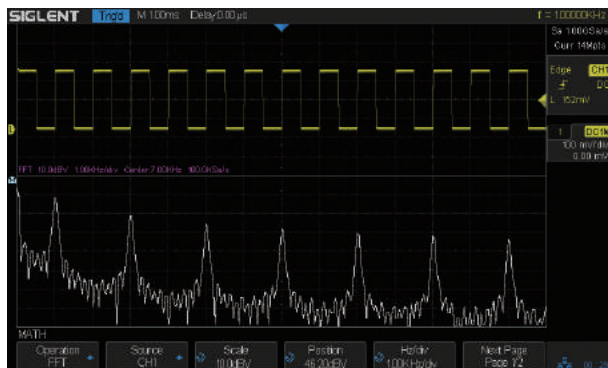 SIGLENT Trig'd M 1.00ms Delay:0.00µs f = 1.00000KHz
Sa 100GSa/s
Curr 14Mpts
Edge CH1
DC
L 152mV
1 DC1M
100 mV/div
0.00 mV
FFT 10.0dBV 1.00KHz/div Center:7.00KHz 100.0KSa/s
MATH
Operation Source Scale Position Hz/div Next Page
FFT CH1 10.0dBV 46.20dBV 1.00KHz/div Page 1/2